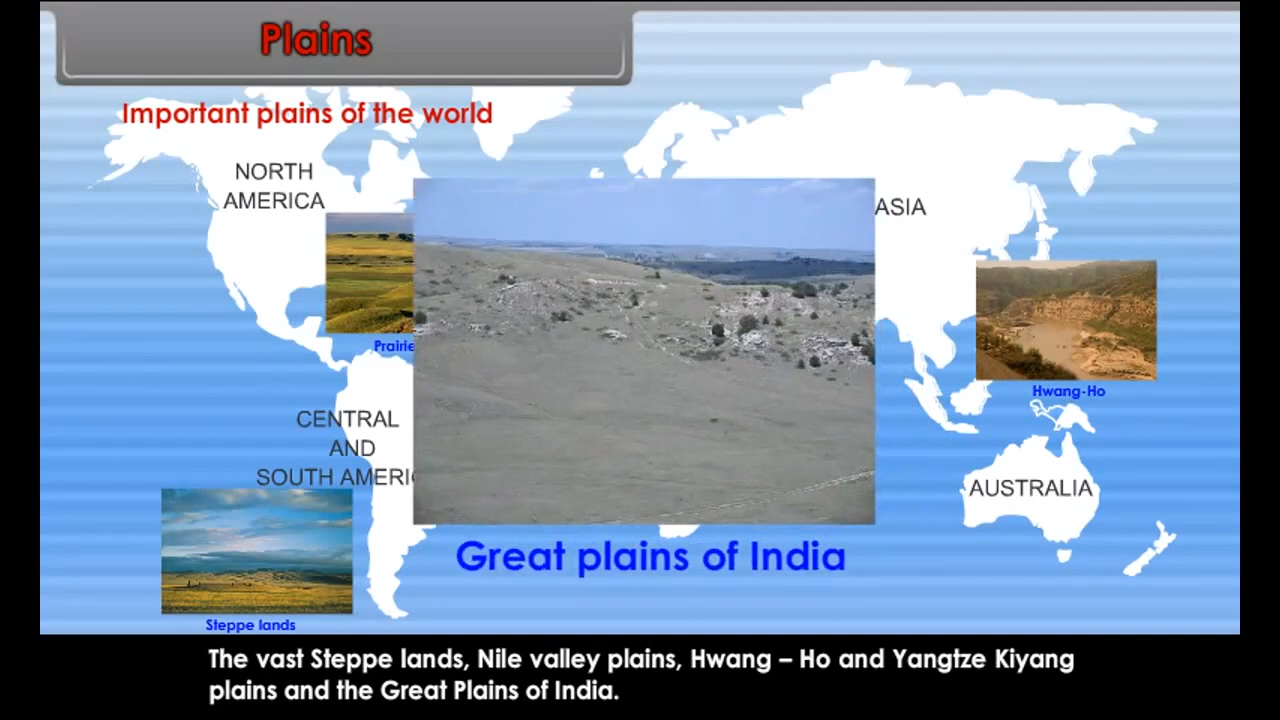 Plains
Important plains of the world
NORTH
AMERICA
ASIA
Prairie
Hwang-Ho
CENTRAL
AND
SOUTH AMERIC
AUSTRALIA
Great plains of India
Steppe lands
The vast Steppe lands, Nile valley plains, Hwang – Ho and Yangtze Kiyang
plains and the Great Plains of India.